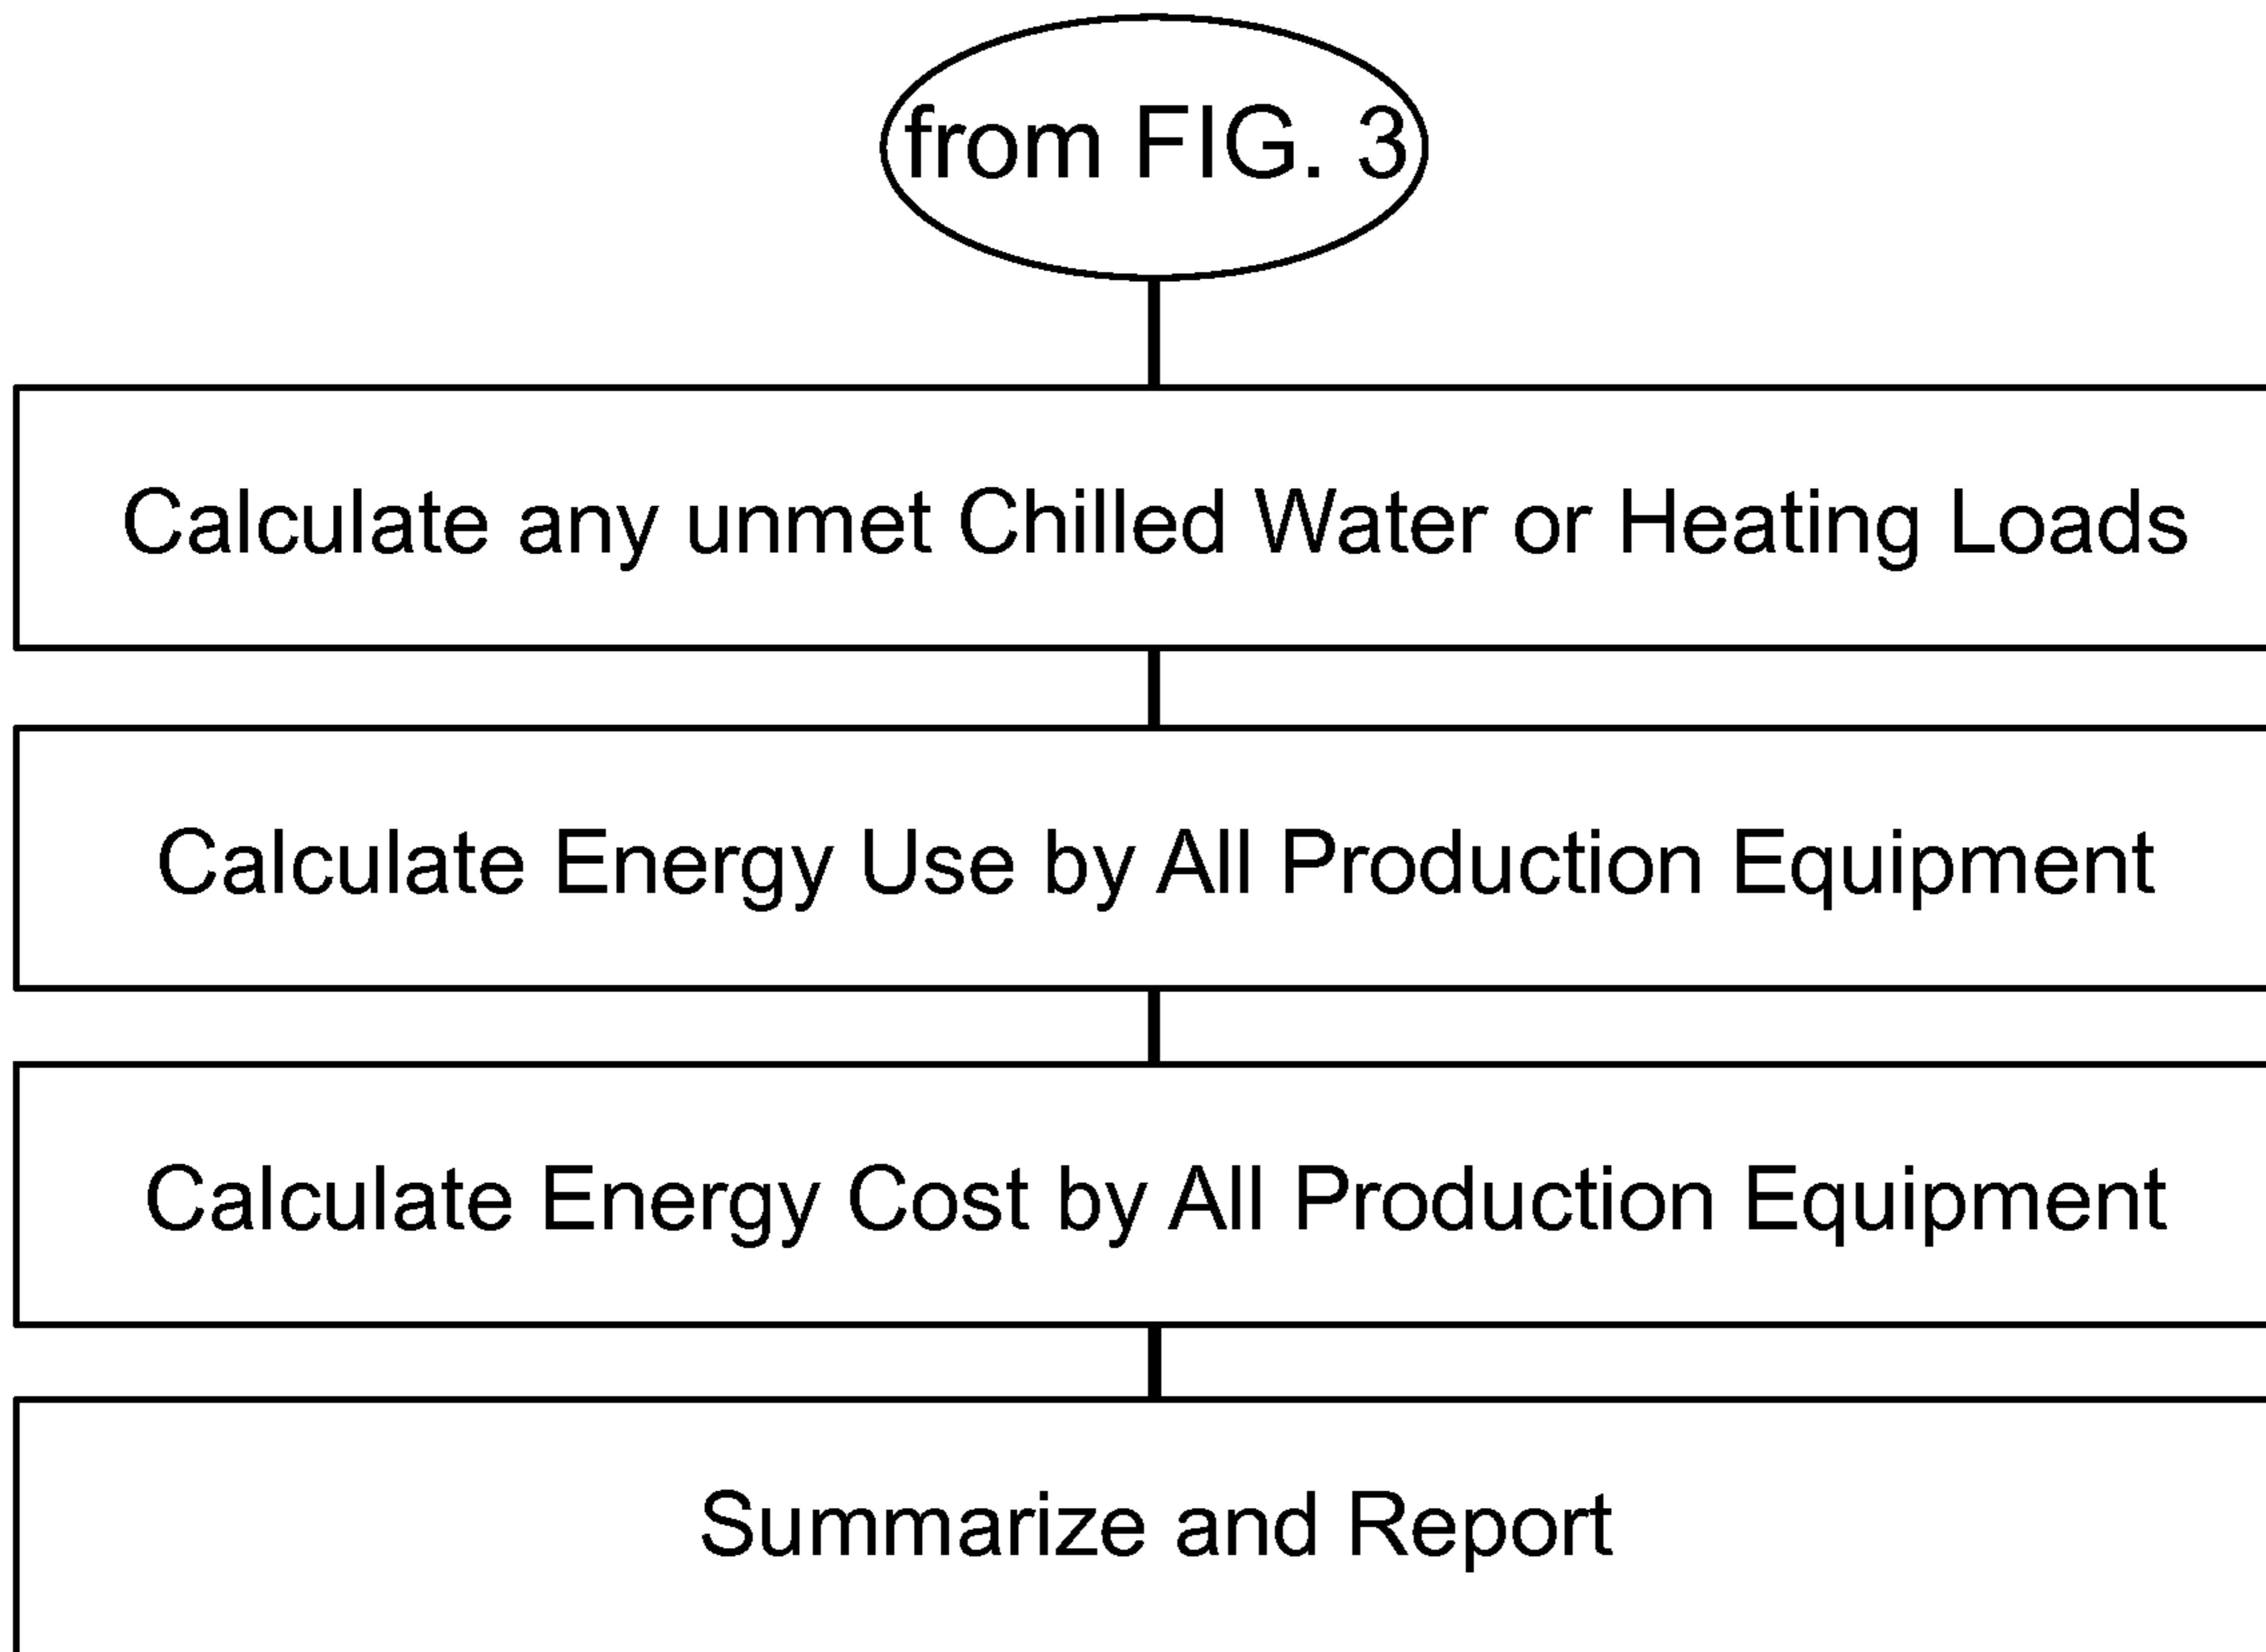 from FIG. 3
Calculate any unmet Chilled Water or Heating Loads
Calculate Energy Use by All Production Equipment
Calculate Energy Cost by All Production Equipment
Summarize and Report